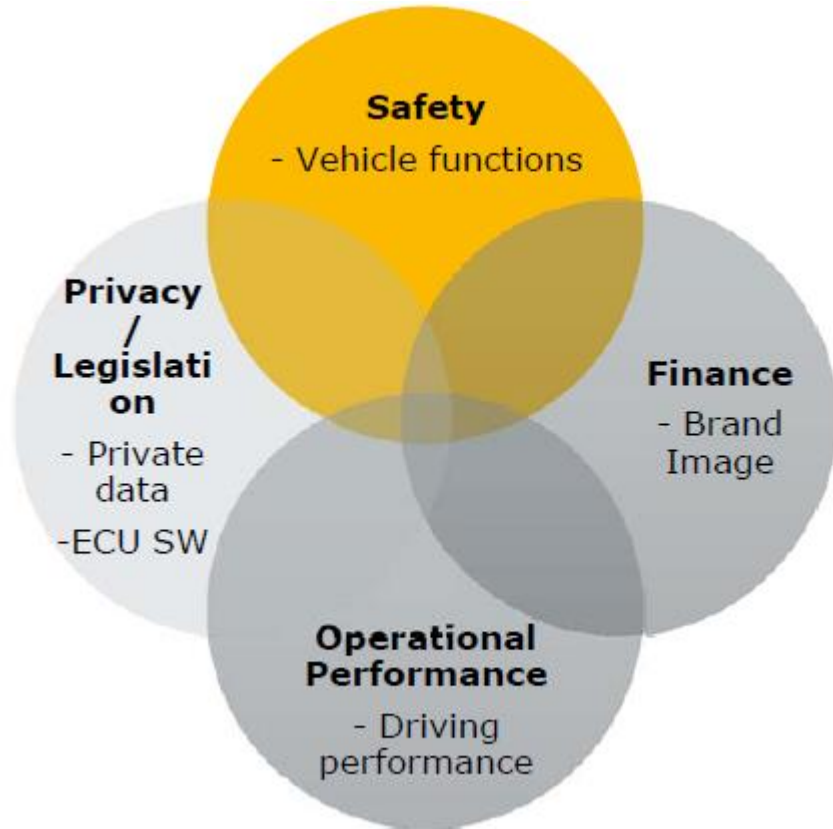 Safety
- Vehicle functions
Privacy
/
Legislati
on
- Private
data
-ECU SW
Finance
- Brand
Image
Operational
Performance
- Driving
performance